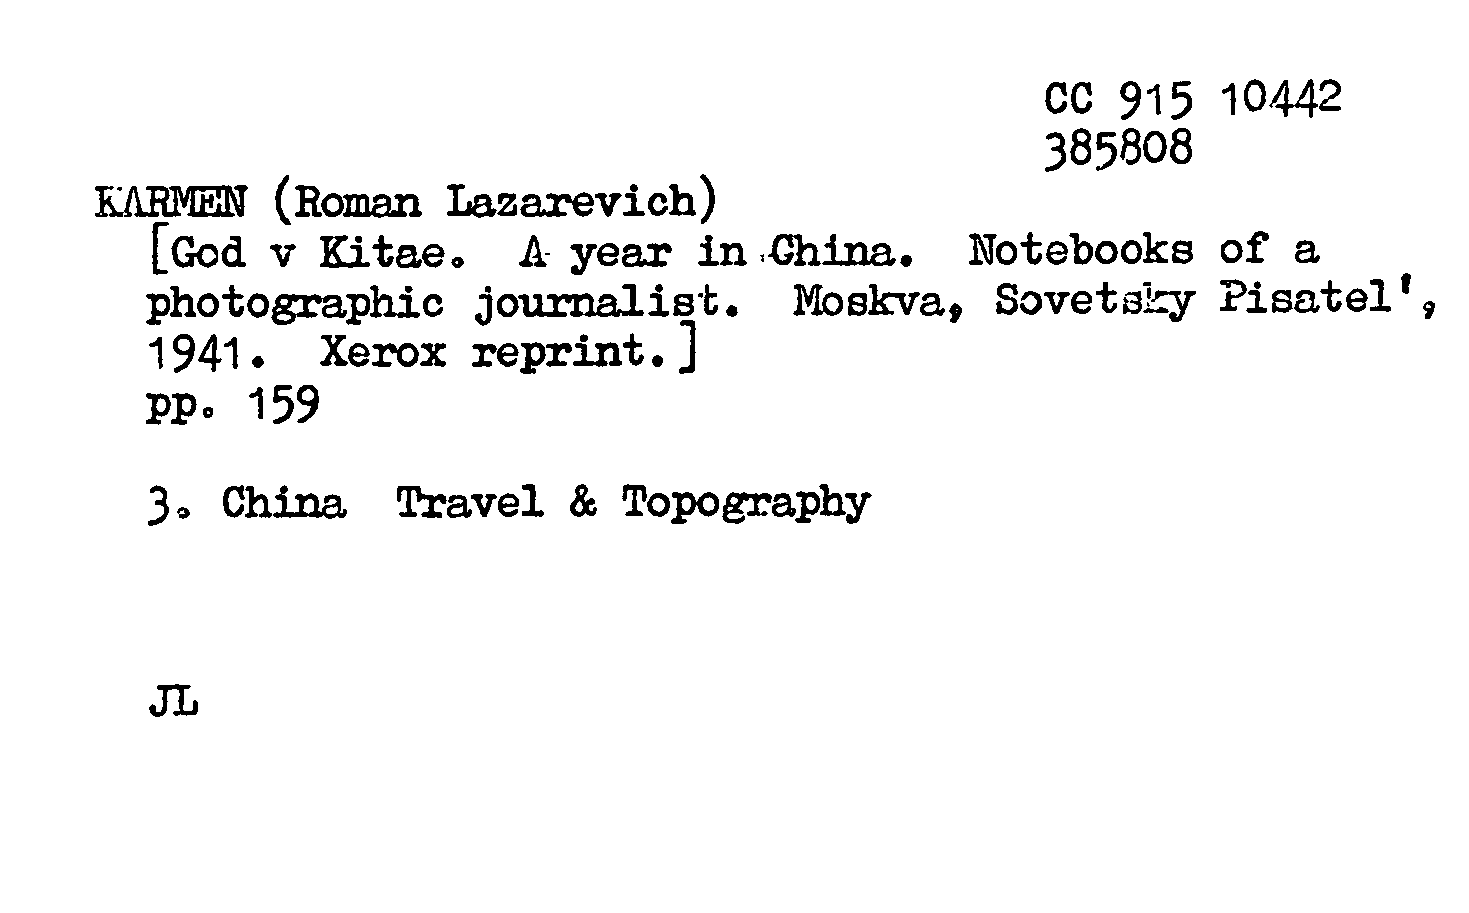 CC 915 10442
385808
KARMEN (Roman Lazarevich)
[God v Kitae. A year in China. Notebooks of a
photographic journalist. Moskva, Sovetsky Pisatel',
1941. Xerox reprint.]
pp. 159
3. China Travel & Topography
JL